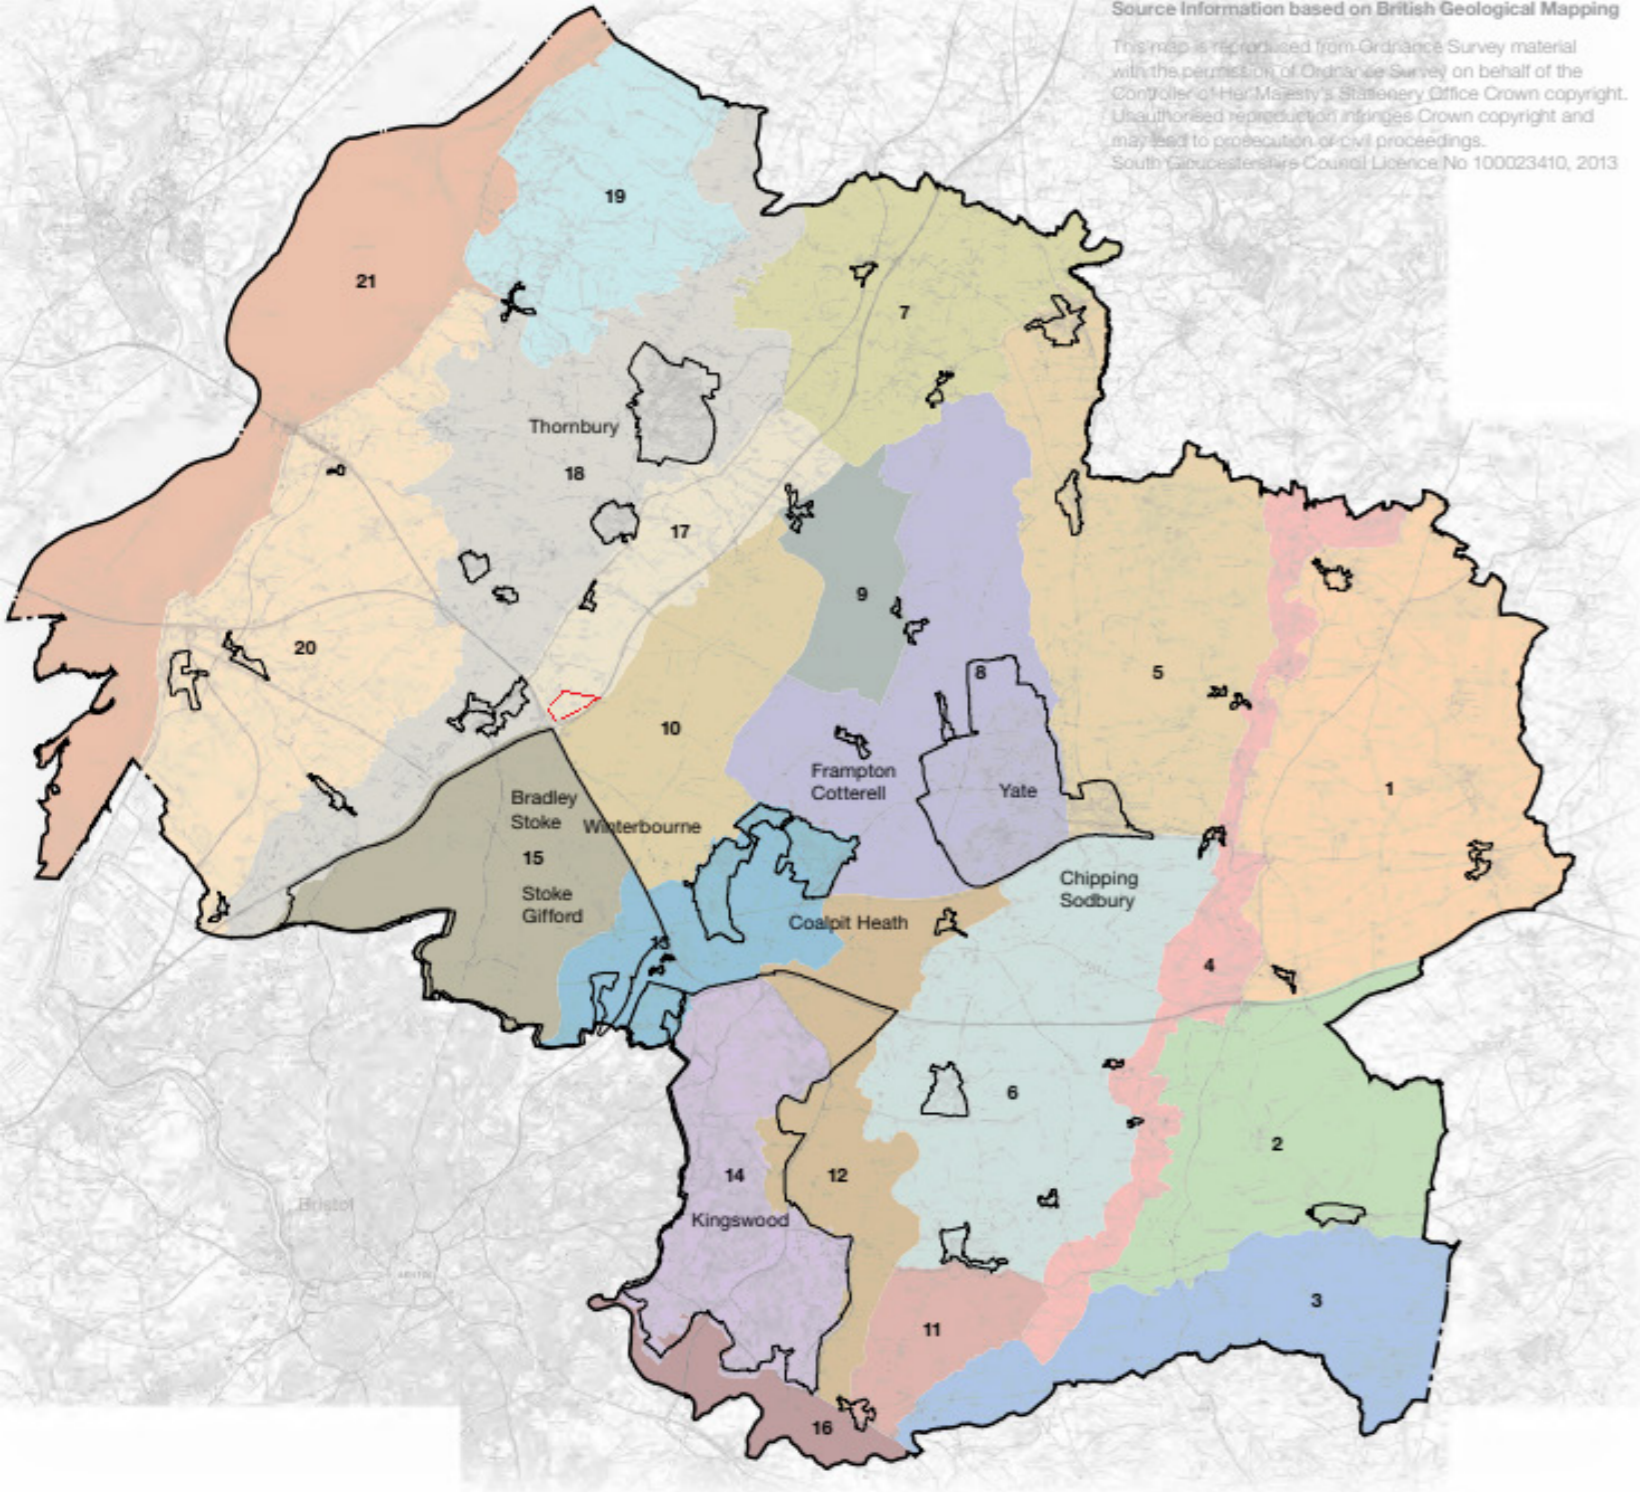 Source Information based on British Geological Mapping
This map is reproduced from Ordnance Survey material
with the permission of Ordnance Survey on behalf of the
Controller of Her Majesty's Stationery Office Crown copyright.
Unauthorised reproduction infringes Crown copyright and
may lead to prosecution or civil proceedings.
South Gloucestershire Council Licence No 100023410, 2013
19
21
7
Thornbury
18
17
9
20
8
5
10
Frampton
Cotterell
Yate
1
Bradley
Stoke
Winterbourne
15
Stoke
Gifford
Chipping
Sodbury
Coalpit Heath
13
4
6
2
14
12
Kingswood
Bristol
3
11
16